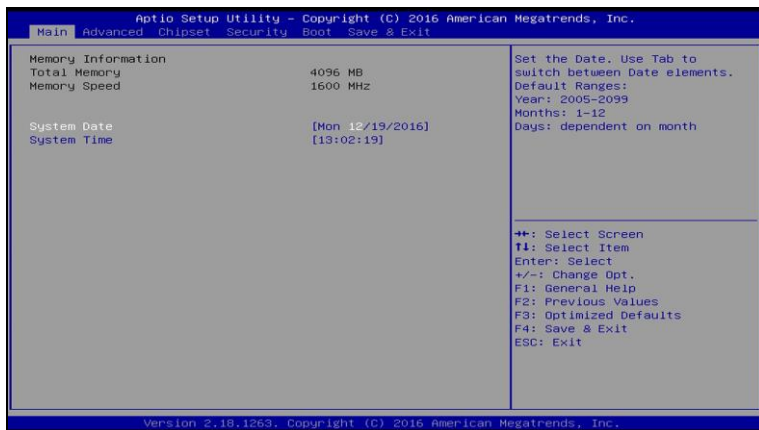 Aptio Setup Utility – Copyright (C) 2016 American Megatrends, Inc.
Main Advanced Chipset Security Boot Save & Exit
Memory Information
Total Memory 4096 MB
Memory Speed 1600 MHz
System Date [Mon 12/19/2016]
System Time [13:02:19]
Set the Date. Use Tab to
switch between Date elements.
Default Ranges:
Year: 2005-2099
Months: 1-12
Days: dependent on month
→←: Select Screen
↑↓: Select Item
Enter: Select
+/-: Change Opt.
F1: General Help
F2: Previous Values
F3: Optimized Defaults
F4: Save & Exit
ESC: Exit
Version 2.18.1263. Copyright (C) 2016 American Megatrends, Inc.